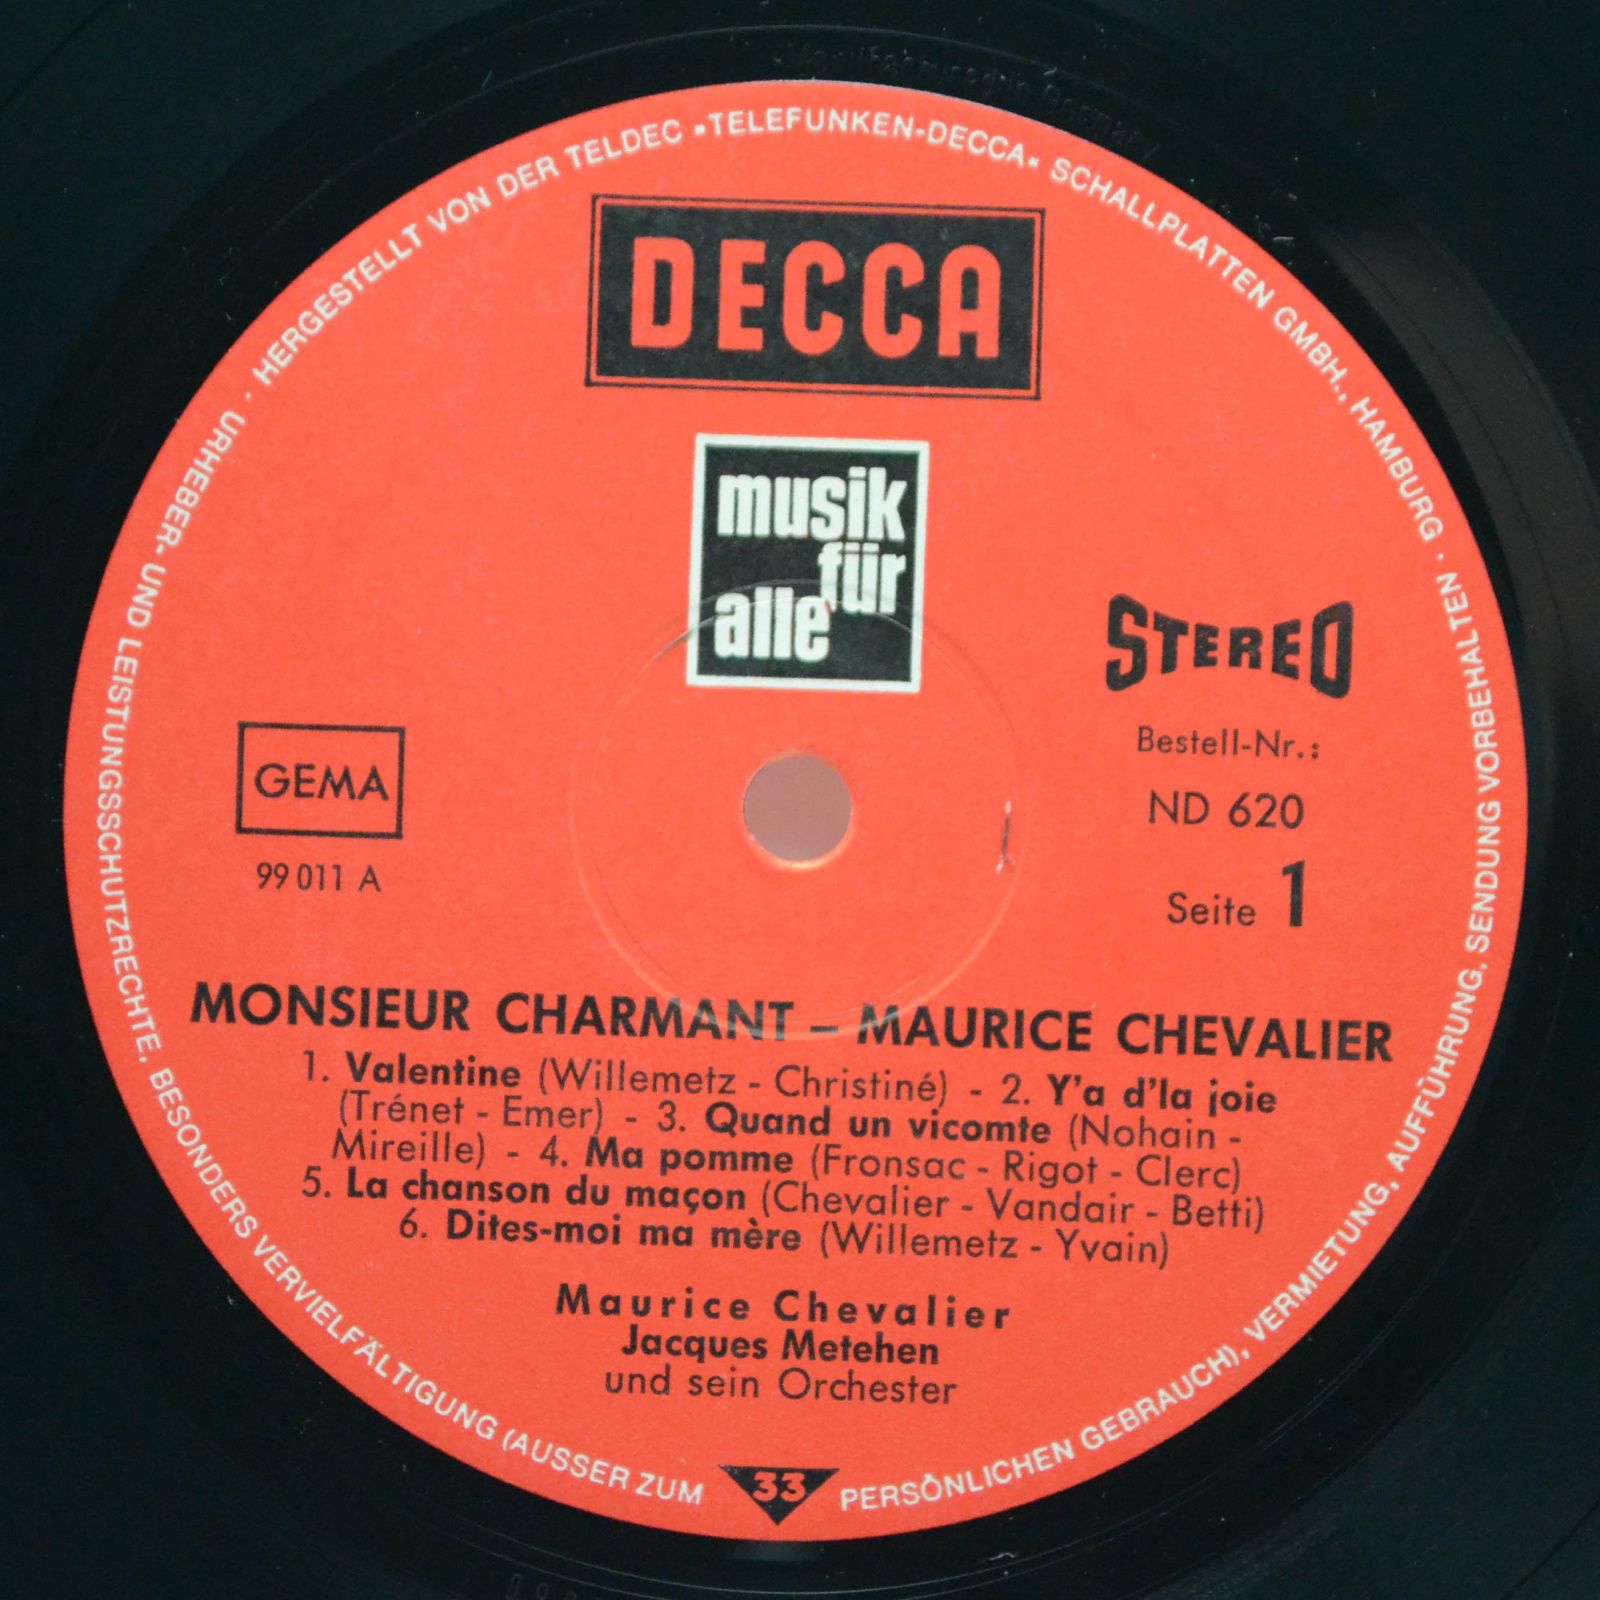 HERGESTELLT VON DER TELDEC »TELEFUNKEN-DECCA« SCHALLPLATTEN GMBH., HAMBURG · URHEBER- UND LEISTUNGSSCHUTZRECHTE, BESONDERS VERVIELFÄLTIGUNG (AUSSER ZUM PERSÖNLICHEN GEBRAUCH), VERMIETUNG, AUFFÜHRUNG, SENDUNG VORBEHALTEN ·
DECCA
musik
für
alle
STEREO
Bestell-Nr.:
GEMA
ND 620
99 011 A
Seite 1
MONSIEUR CHARMANT – MAURICE CHEVALIER
1. Valentine (Willemetz - Christiné) - 2. Y'a d'la joie
(Trénet - Emer) - 3. Quand un vicomte (Nohain -
Mireille) - 4. Ma pomme (Fronsac - Rigot - Clerc)
5. La chanson du maçon (Chevalier - Vandair - Betti)
6. Dites-moi ma mère (Willemetz - Yvain)
Maurice Chevalier
Jacques Metehen
und sein Orchester
33